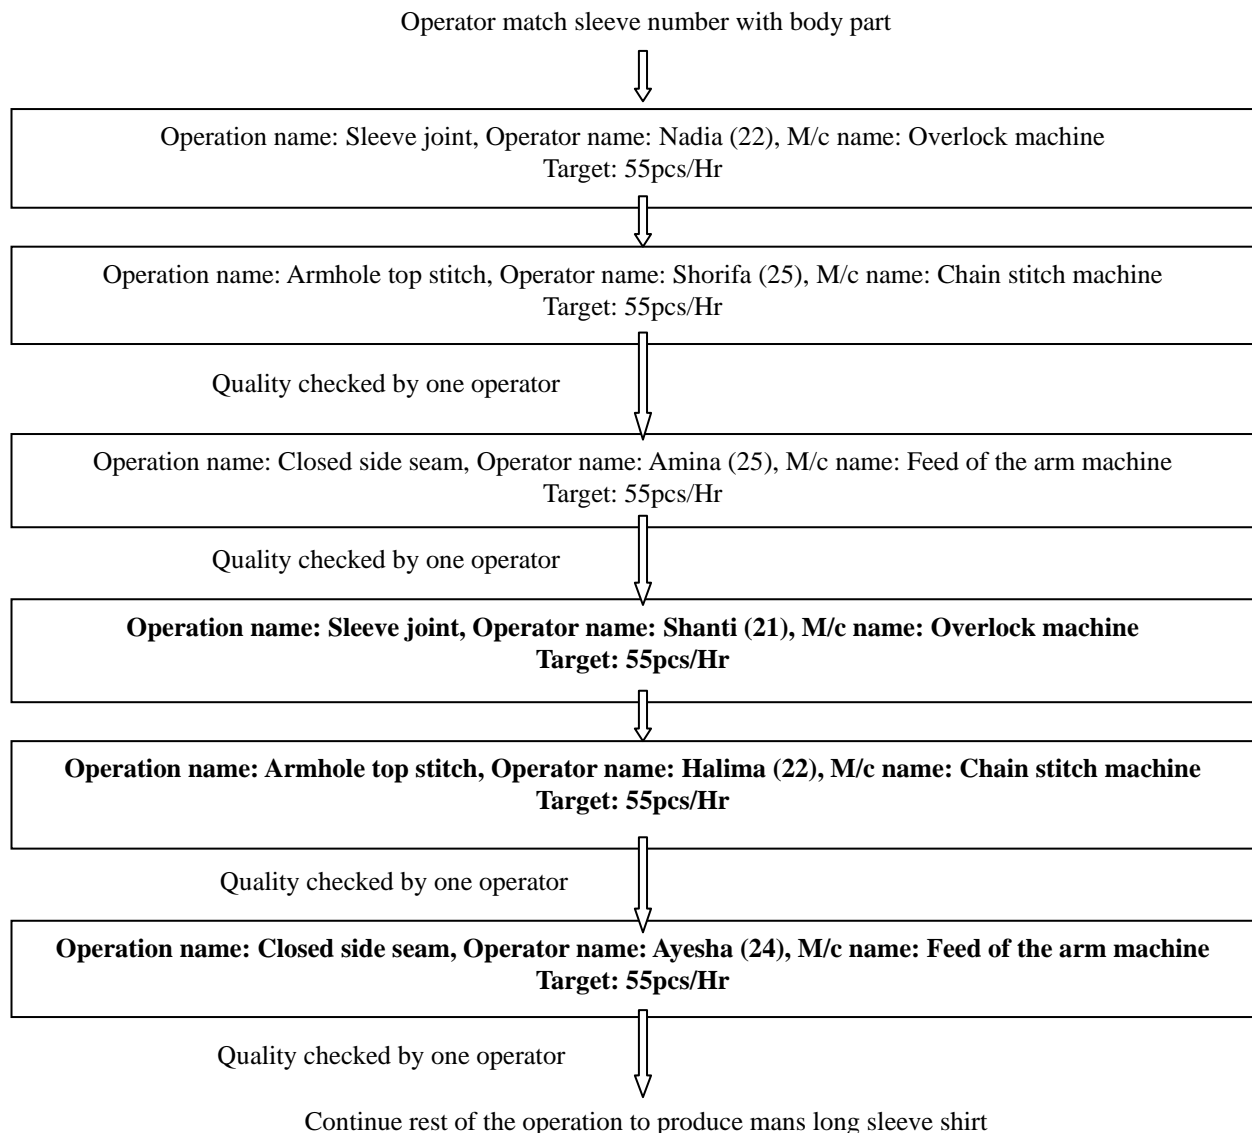 Operator match sleeve number with body part
Operation name: Sleeve joint, Operator name: Nadia (22), M/c name: Overlock machine
Target: 55pcs/Hr
Operation name: Armhole top stitch, Operator name: Shorifa (25), M/c name: Chain stitch machine
Target: 55pcs/Hr
Quality checked by one operator
Operation name: Closed side seam, Operator name: Amina (25), M/c name: Feed of the arm machine
Target: 55pcs/Hr
Quality checked by one operator
Operation name: Sleeve joint, Operator name: Shanti (21), M/c name: Overlock machine
Target: 55pcs/Hr
Operation name: Armhole top stitch, Operator name: Halima (22), M/c name: Chain stitch machine
Target: 55pcs/Hr
Quality checked by one operator
Operation name: Closed side seam, Operator name: Ayesha (24), M/c name: Feed of the arm machine
Target: 55pcs/Hr
Quality checked by one operator
Continue rest of the operation to produce mans long sleeve shirt